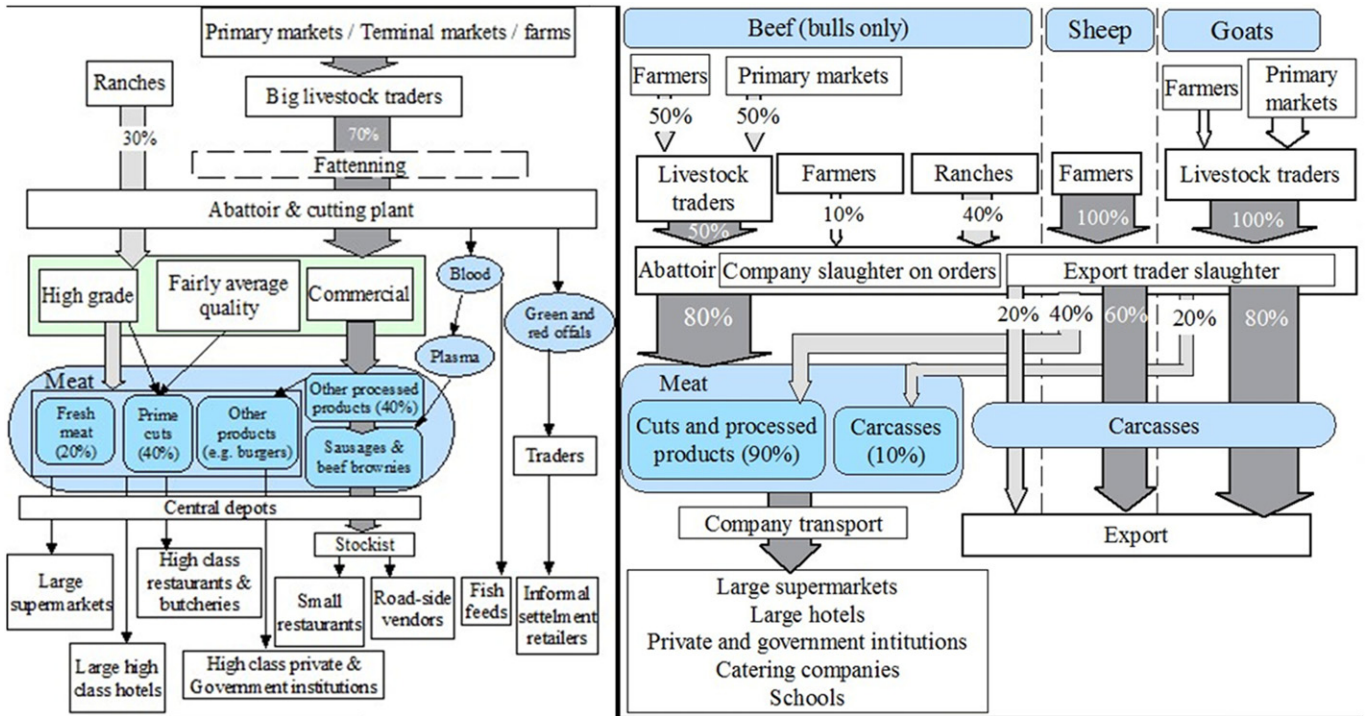 Primary markets / Terminal markets / farms
Ranches
Big livestock traders
30%
70%
Fattenning
Abattoir & cutting plant
High grade
Fairly average
quality
Commercial
Blood
Green and
red offals
Plasma
Meat
Fresh
meat
(20%)
Prime
cuts
(40%)
Other
products
(e.g. burgers)
Other processed
products (40%)
Sausages &
beef brownies
Traders
Central depots
Stockist
Large
supermarkets
High class
restaurants &
butcheries
Small
restaurants
Road-side
vendors
Fish
feeds
Informal
settelment
retailers
Large high
class hotels
High class private &
Government institutions
Beef (bulls only)
Sheep
Goats
Farmers
Primary markets
50%
50%
Farmers
Primary
markets
Livestock
traders
Farmers
Ranches
Farmers
Livestock traders
50%
10%
40%
100%
100%
Abattoir
Company slaughter on orders
Export trader slaughter
80%
20%
40%
60%
20%
80%
Meat
Cuts and processed
products (90%)
Carcasses
(10%)
Carcasses
Company transport
Export
Large supermarkets
Large hotels
Private and government intitutions
Catering companies
Schools